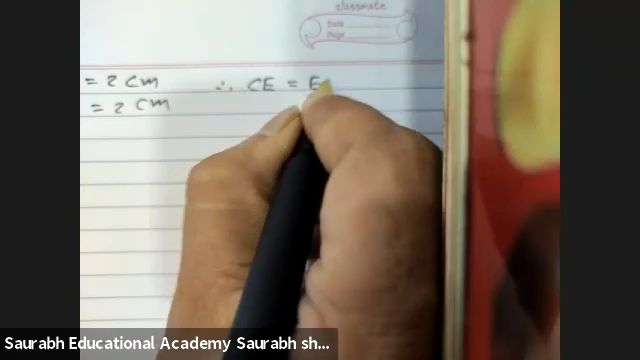 classmate
Date
Page
= 2 cm ∴ CE = E
= 2 cm
Saurabh Educational Academy Saurabh sh...